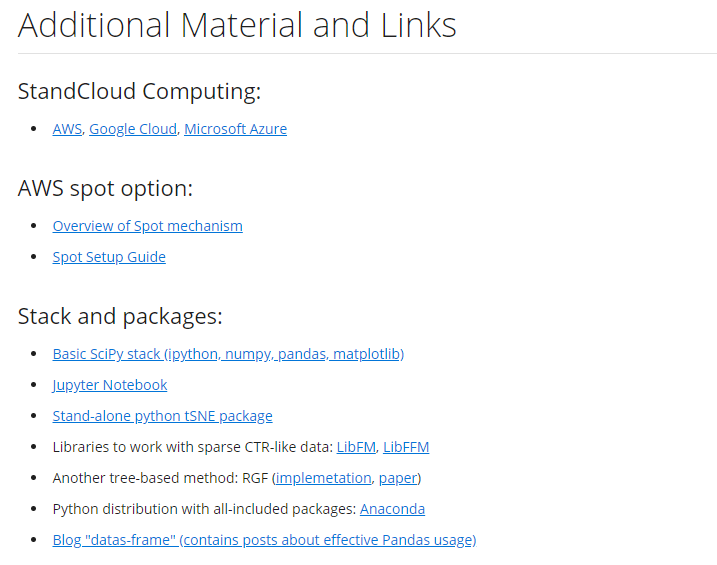 Additional Material and Links
StandCloud Computing:
AWS, Google Cloud, Microsoft Azure
AWS spot option:
Overview of Spot mechanism
Spot Setup Guide
Stack and packages:
Basic SciPy stack (ipython, numpy, pandas, matplotlib)
Jupyter Notebook
Stand-alone python tSNE package
Libraries to work with sparse CTR-like data: LibFM, LibFFM
Another tree-based method: RGF (implemetation, paper)
Python distribution with all-included packages: Anaconda
Blog "datas-frame" (contains posts about effective Pandas usage)